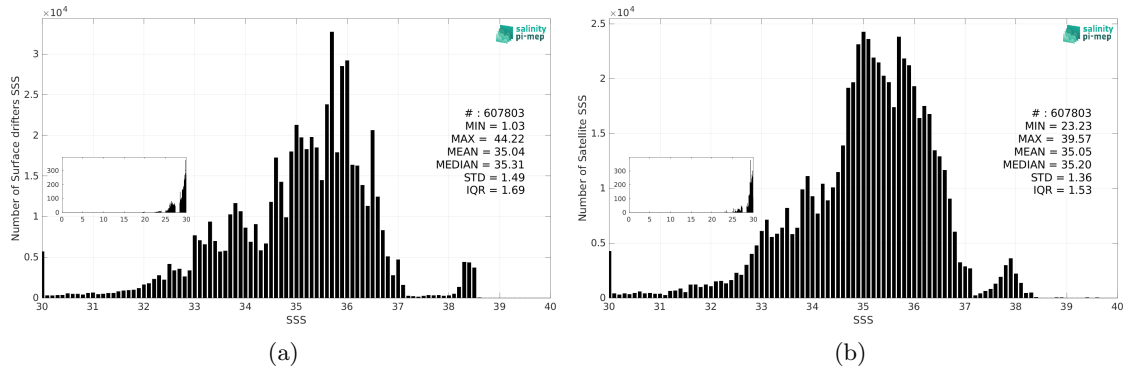 ×10^4
salinity
pi-mep
Number of Surface drifters SSS
3
2.5
2
1.5
1
0.5
0
# : 607803
MIN = 1.03
MAX = 44.22
MEAN = 35.04
MEDIAN = 35.31
STD = 1.49
IQR = 1.69
300
200
100
0
0 5 10 15 20 25 30
30 31 32 33 34 35 36 37 38 39 40
SSS
(a)
×10^4
salinity
pi-mep
Number of Satellite SSS
2.5
2
1.5
1
0.5
0
# : 607803
MIN = 23.23
MAX = 39.57
MEAN = 35.05
MEDIAN = 35.20
STD = 1.36
IQR = 1.53
300
200
100
0
0 5 10 15 20 25 30
30 31 32 33 34 35 36 37 38 39 40
SSS
(b)